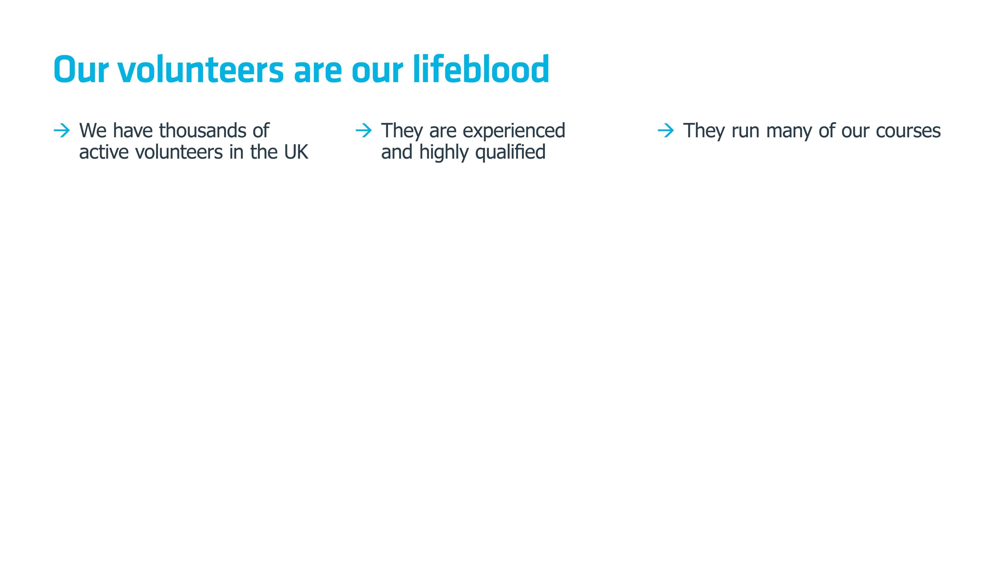 Our volunteers are our lifeblood
→ We have thousands of
active volunteers in the UK
→ They are experienced
and highly qualified
→ They run many of our courses